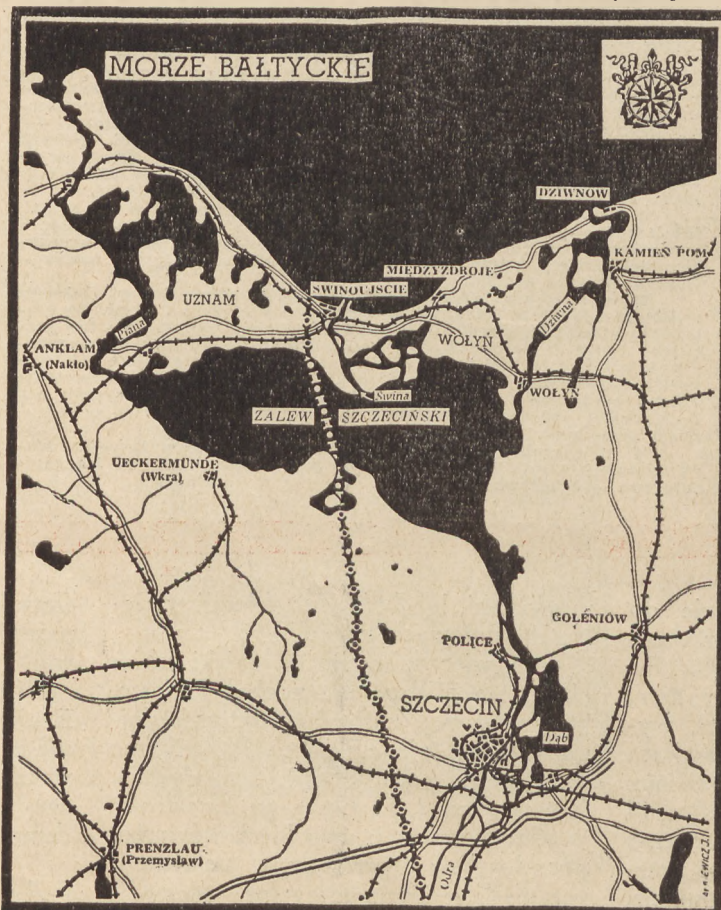 MORZE BAŁTYCKIE
DZIWNOW
KAMIEŃ POM.
MIĘDZYZDROJE
ŚWINOUJŚCIE
UZNAM
Dziwna
Piana
WOŁYŃ
ANKLAM
(Nakło)
WOŁYŃ
Świna
ZALEW SZCZECIŃSKI
UECKERMÜNDE
(Wkra)
GOLENIÓW
POLICE
SZCZECIN
Dąb
PRENZLAU
(Przemysław)
Odra